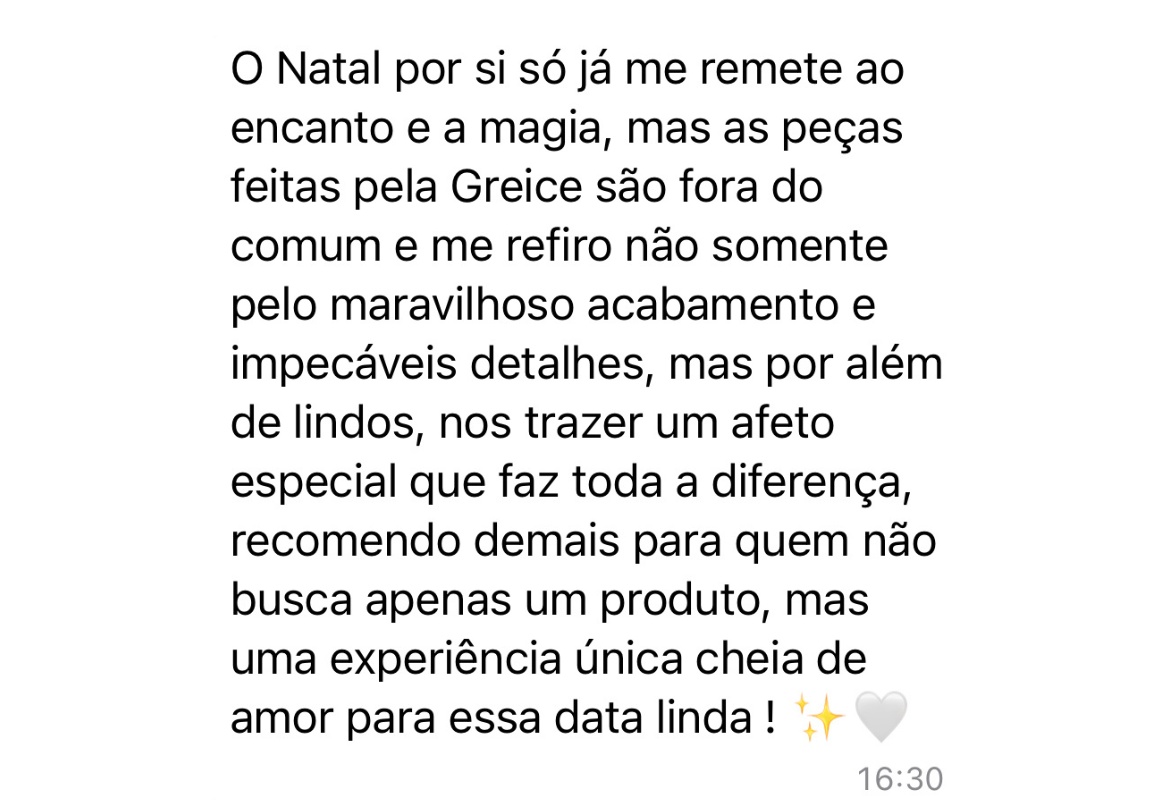 O Natal por si só já me remete ao
encanto e a magia, mas as peças
feitas pela Greice são fora do
comum e me refiro não somente
pelo maravilhoso acabamento e
impecáveis detalhes, mas por além
de lindos, nos trazer um afeto
especial que faz toda a diferença,
recomendo demais para quem não
busca apenas um produto, mas
uma experiência única cheia de
amor para essa data linda ! ✨🤍
16:30